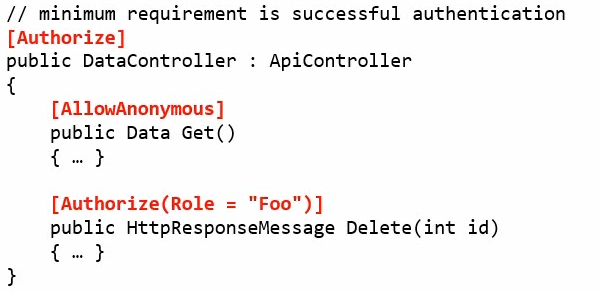 // minimum requirement is successful authentication
[Authorize]
public DataController : ApiController
{
[AllowAnonymous]
public Data Get()
{ … }
[Authorize(Role = "Foo")]
public HttpResponseMessage Delete(int id)
{ … }
}